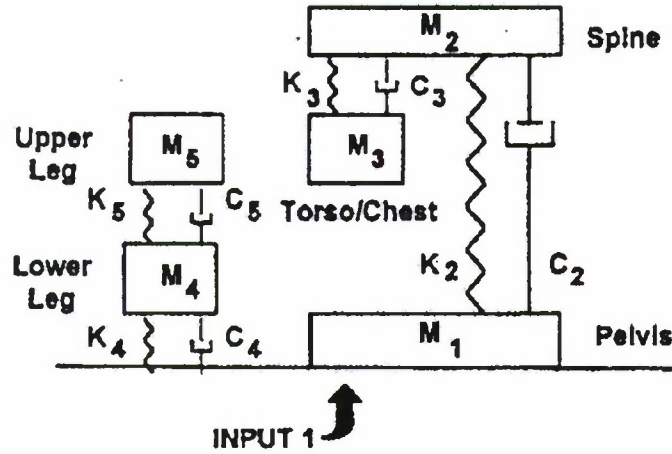 M2
Spine
K3
C3
Upper
Leg
M5
M3
K5
C5
Torso/Chest
Lower
Leg
M4
K2
C2
K4
C4
M1
Pelvis
INPUT 1